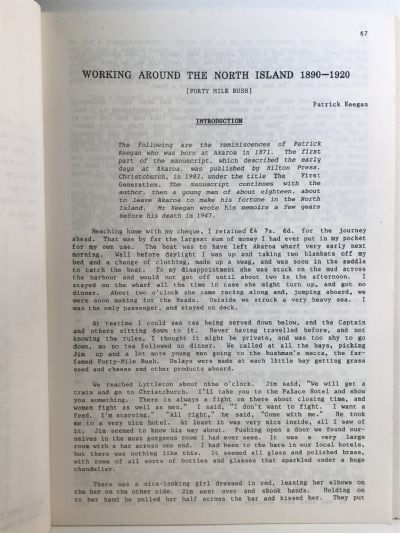 67
WORKING AROUND THE NORTH ISLAND 1890-1920
[FORTY MILE BUSH]
Patrick Keegan
INTRODUCTION
The following are the reminiscences of Patrick
Keegan who was born at Akaroa in 1871. The first
part of the manuscript, which described the early
days at Akaroa, was published by Hilton Press,
Christchurch, in 1983, under the title The First
Generation. The manuscript continues with the
author, then a young man of about eighteen, about
to leave Akaroa to make his fortune in the North
Island. Mr Keegan wrote his memoirs a few years
before his death in 1947.
Reaching home with my cheque, I retained £4 7s. 6d. for the journey
ahead. That was by far the largest sum of money I had ever put in my pocket
for my own use. The boat was to have left Akaroa wharf very early next
morning. Well before daylight I was up and taking two blankets off my
bed and a change of clothing, made up a swag, and was soon in the saddle
to catch the boat. To my disappointment she was stuck on the mud across
the harbour and would not get off until about two in the afternoon. I
stayed on the wharf all the time in case she might turn up, and got no
dinner. About two o'clock she came racing along and, jumping aboard, we
were soon making for the Heads. Outside we struck a very heavy sea. I
was the only passenger, and stayed on deck.
At teatime I could see tea being served down below, and the Captain
and others sitting down to it. Never having travelled before, and not
knowing the rules, I thought it might be private, and was too shy to go
down, so no tea followed no dinner. We called at all the bays, picking
Jim up and a lot more young men going to the bushman's mecca, the far-
famed Forty-Mile Bush. Delays were made at each little bay getting grass
seed and cheese and other products aboard.
We reached Lyttleton about nine o'clock. Jim said, "We will get a
train and go to Christchurch. I'll take you to the Palace Hotel and show
you something. There is always a fight on there about closing time, and
women fight as well as men." I said, "I don't want to fight. I want a
feed. I'm starving." "All right," he said, "Come with me." He took
me to a very nice hotel. At least it was very nice inside, all I saw of
it. Jim seemed to know his way about. Pushing open a door we found our-
selves in the most gorgeous room I had ever seen. It was a very large
room with a bar across one end. I had been to the bars in our local hotels,
but there was nothing like this. It seemed all glass and polished brass,
with rows of all sorts of bottles and glasses that sparkled under a huge
chandelier.
There was a nice-looking girl dressed in red, leaning her elbows on
the bar on the other side. Jim went over and shook hands. Holding on
to her hand he pulled her half across the bar and kissed her. They put